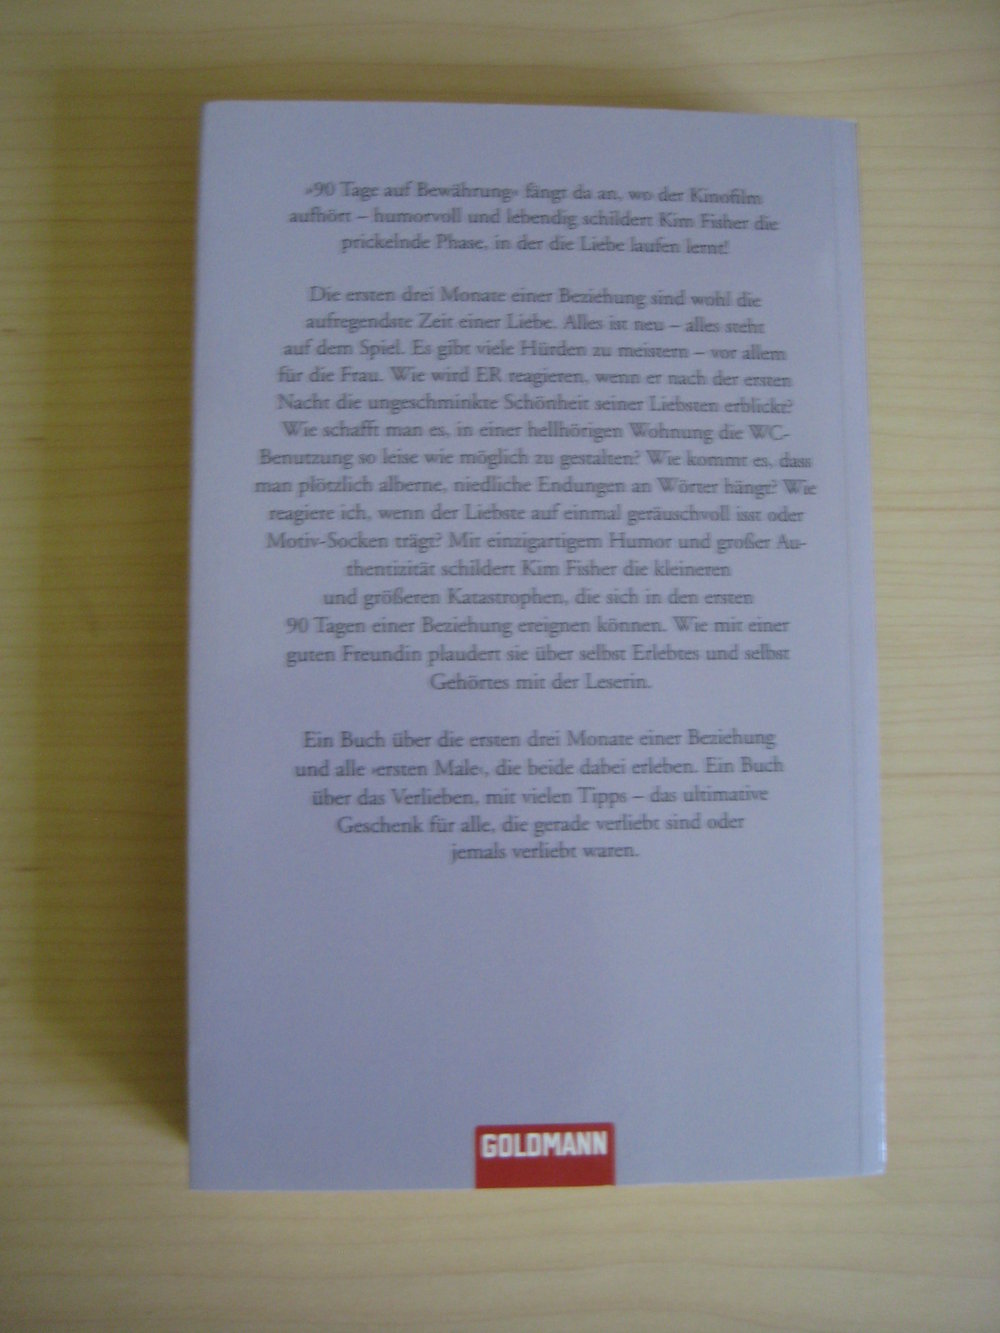 »90 Tage auf Bewährung« fängt da an, wo der Kinofilm
aufhört – humorvoll und lebendig schildert Kim Fisher die
prickelnde Phase, in der die Liebe laufen lernt!
Die ersten drei Monate einer Beziehung sind wohl die
aufregendste Zeit einer Liebe. Alles ist neu – alles steht
auf dem Spiel. Es gibt viele Hürden zu meistern – vor allem
für die Frau. Wie wird ER reagieren, wenn er nach der ersten
Nacht die ungeschminkte Schönheit seiner Liebsten erblickt?
Wie schafft man es, in einer hellhörigen Wohnung die WC-
Benutzung so leise wie möglich zu gestalten? Wie kommt es, dass
man plötzlich alberne, niedliche Endungen an Wörter hängt? Wie
reagiere ich, wenn der Liebste auf einmal geräuschvoll isst oder
Motiv-Socken trägt? Mit einzigartigem Humor und großer Au-
thentizität schildert Kim Fisher die kleineren
und größeren Katastrophen, die sich in den ersten
90 Tagen einer Beziehung ereignen können. Wie mit einer
guten Freundin plaudert sie über selbst Erlebtes und selbst
Gehörtes mit der Leserin.
Ein Buch über die ersten drei Monate einer Beziehung
und alle ›ersten Male‹, die beide dabei erleben. Ein Buch
über das Verlieben, mit vielen Tipps – das ultimative
Geschenk für alle, die gerade verliebt sind oder
jemals verliebt waren.
GOLDMANN